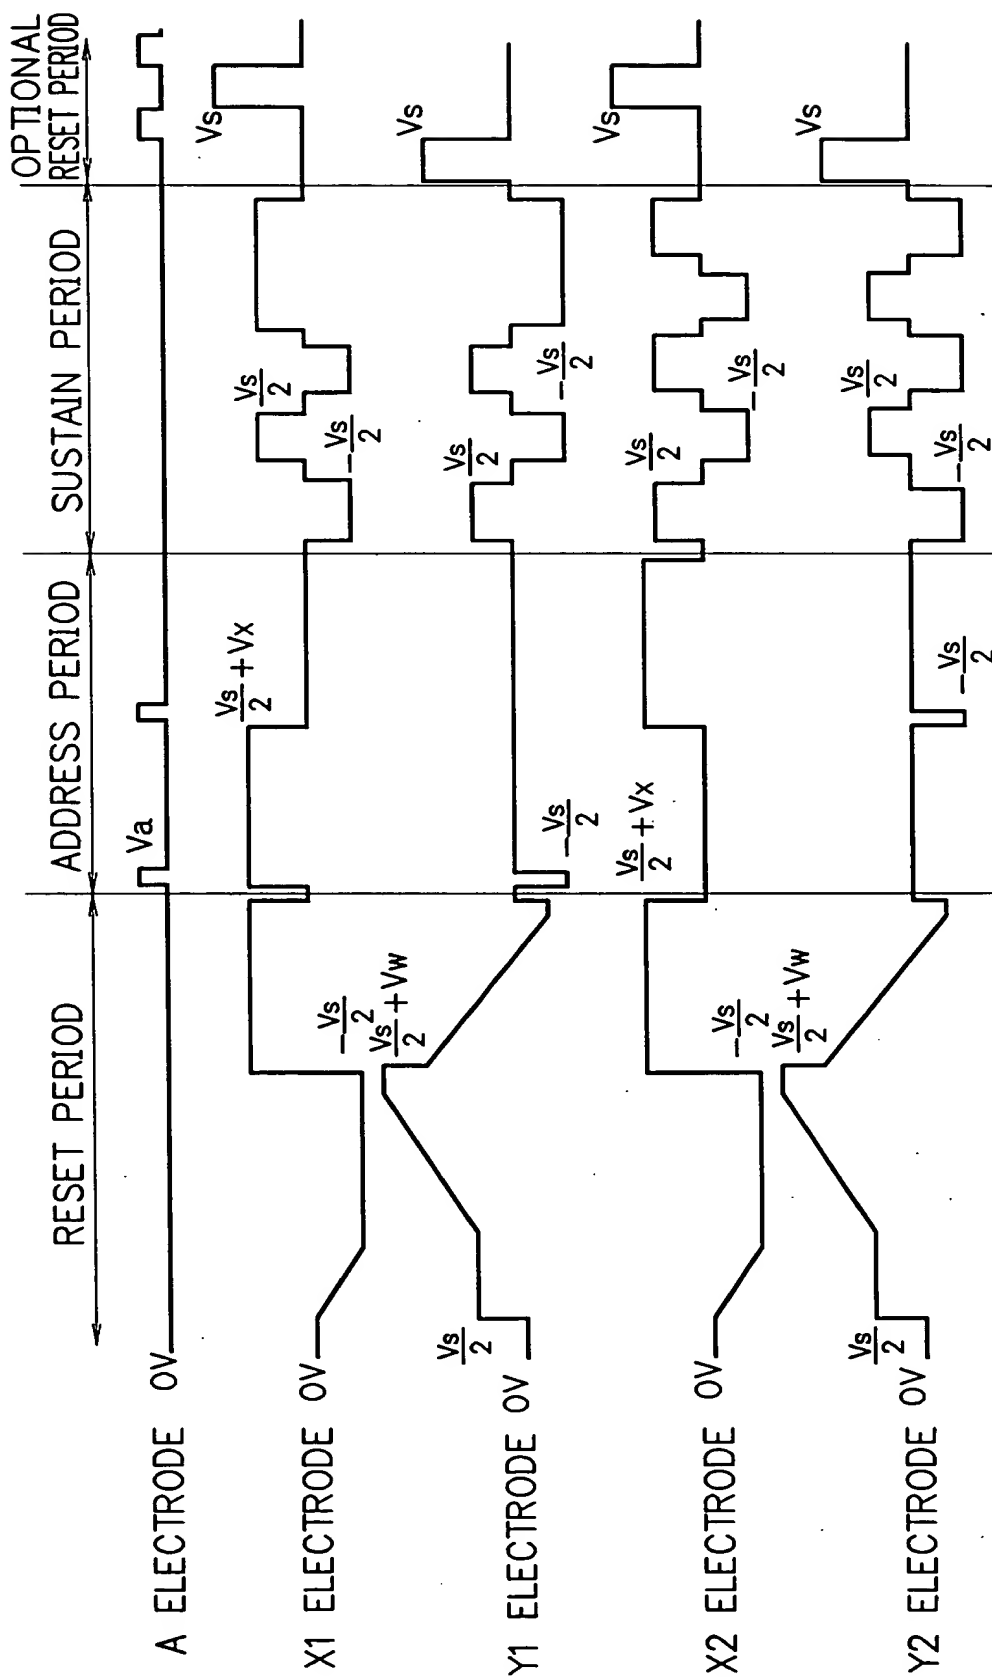 RESET PERIOD
ADDRESS PERIOD
SUSTAIN PERIOD
OPTIONAL
RESET PERIOD
A ELECTRODE 0V
Va
X1 ELECTRODE 0V
-Vs/2
Vs/2 +Vx
-Vs/2
Vs/2
Vs
Y1 ELECTRODE 0V
Vs/2
Vs/2 +Vw
-Vs/2
Vs/2
-Vs/2
Vs
X2 ELECTRODE 0V
-Vs/2
Vs/2 +Vx
Vs/2
-Vs/2
Vs
Y2 ELECTRODE 0V
Vs/2
Vs/2 +Vw
-Vs/2
-Vs/2
Vs/2
Vs